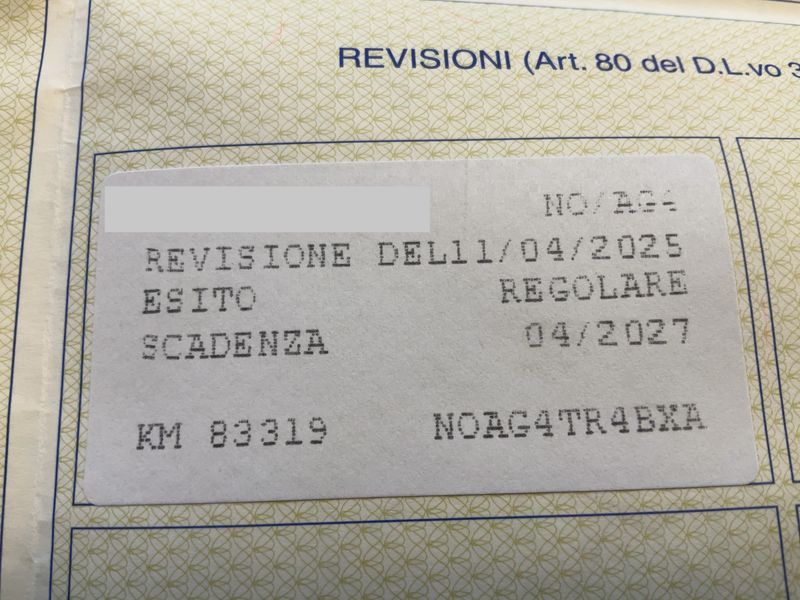 REVISIONI (Art. 80 del D.L.vo
NO/AG4
REVISIONE DEL11/04/2025
ESITO REGOLARE
SCADENZA 04/2027
KM 83319 NOAG4TR4BXA